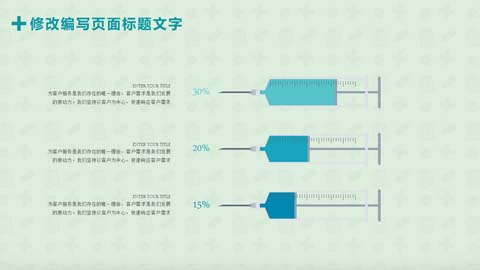 修改编写页面标题文字
ENTER YOUR TITLE
为客户服务是我们存在的唯一理由，客户需求是我们发展
的原动力。我们坚持以客户为中心，快速响应客户需求
30%
ENTER YOUR TITLE
为客户服务是我们存在的唯一理由，客户需求是我们发展
的原动力。我们坚持以客户为中心，快速响应客户需求
20%
ENTER YOUR TITLE
为客户服务是我们存在的唯一理由，客户需求是我们发展
的原动力。我们坚持以客户为中心，快速响应客户需求
15%